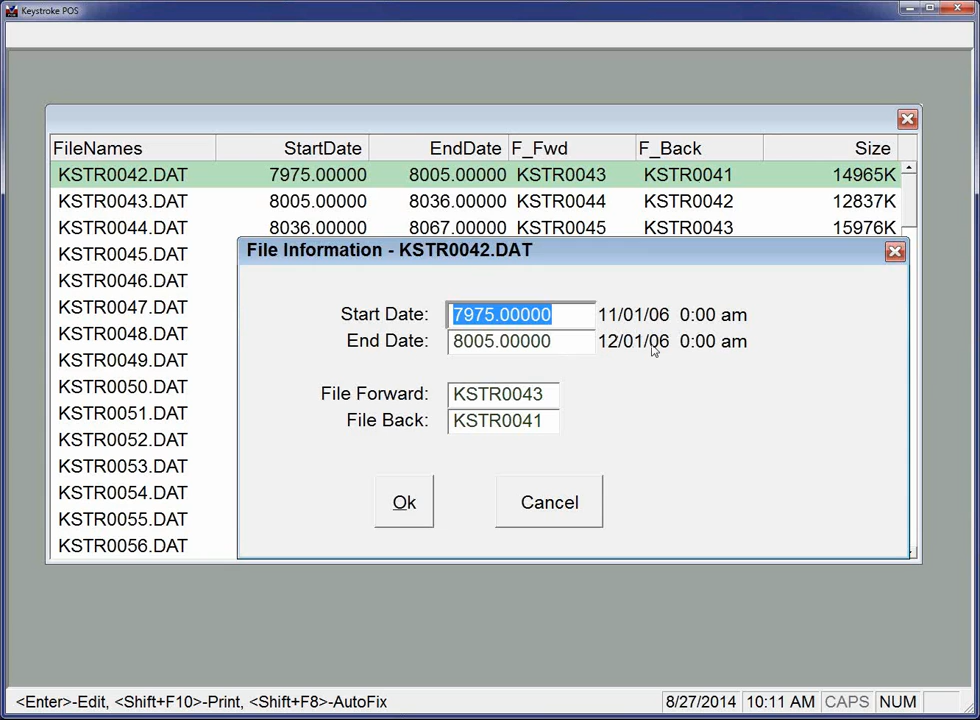 Keystroke POS
FileNames StartDate EndDate F_Fwd F_Back Size
KSTR0042.DAT 7975.00000 8005.00000 KSTR0043 KSTR0041 14965K
KSTR0043.DAT 8005.00000 8036.00000 KSTR0044 KSTR0042 12837K
KSTR0044.DAT 8036.00000 8067.00000 KSTR0045 KSTR0043 15976K
KSTR0045.DAT
KSTR0046.DAT
KSTR0047.DAT
KSTR0048.DAT
KSTR0049.DAT
KSTR0050.DAT
KSTR0051.DAT
KSTR0052.DAT
KSTR0053.DAT
KSTR0054.DAT
KSTR0055.DAT
KSTR0056.DAT
File Information - KSTR0042.DAT
Start Date: 7975.00000 11/01/06 0:00 am
End Date: 8005.00000 12/01/06 0:00 am
File Forward: KSTR0043
File Back: KSTR0041
Ok Cancel
<Enter>-Edit, <Shift+F10>-Print, <Shift+F8>-AutoFix 8/27/2014 10:11 AM CAPS NUM